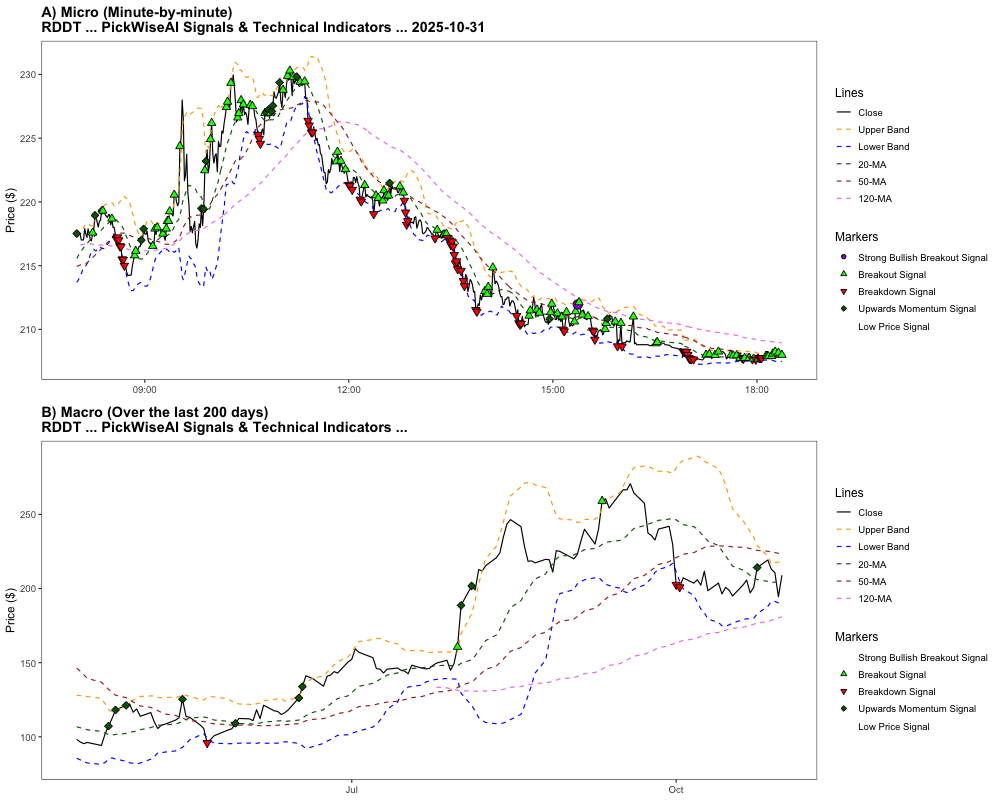 A) Micro (Minute-by-minute)
RDDT ... PickWiseAI Signals & Technical Indicators ... 2025-10-31
Price ($)
230
225
220
215
210
09:00
12:00
15:00
18:00
Lines
Close
Upper Band
Lower Band
20-MA
50-MA
120-MA
Markers
Strong Bullish Breakout Signal
Breakout Signal
Breakdown Signal
Upwards Momentum Signal
Low Price Signal
B) Macro (Over the last 200 days)
RDDT ... PickWiseAI Signals & Technical Indicators ...
Price ($)
250
200
150
100
Jul
Oct
Lines
Close
Upper Band
Lower Band
20-MA
50-MA
120-MA
Markers
Strong Bullish Breakout Signal
Breakout Signal
Breakdown Signal
Upwards Momentum Signal
Low Price Signal